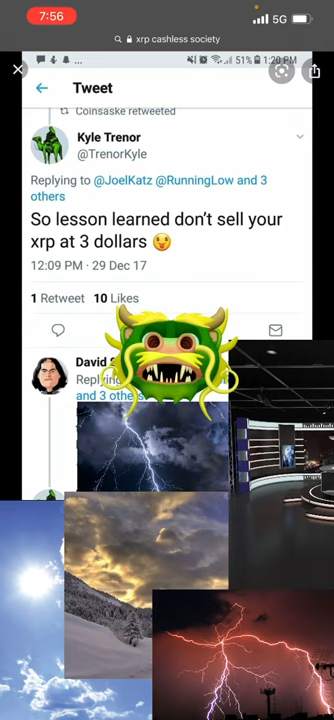 7:56
5G
xrp cashless society
51% 1:20 PM
Tweet
Coinsaske retweeted
Kyle Trenor
@TrenorKyle
Replying to @JoelKatz @RunningLow and 3
others
So lesson learned don't sell your
xrp at 3 dollars 😛
12:09 PM · 29 Dec 17
1 Retweet 10 Likes
David
Replying
and 3 others